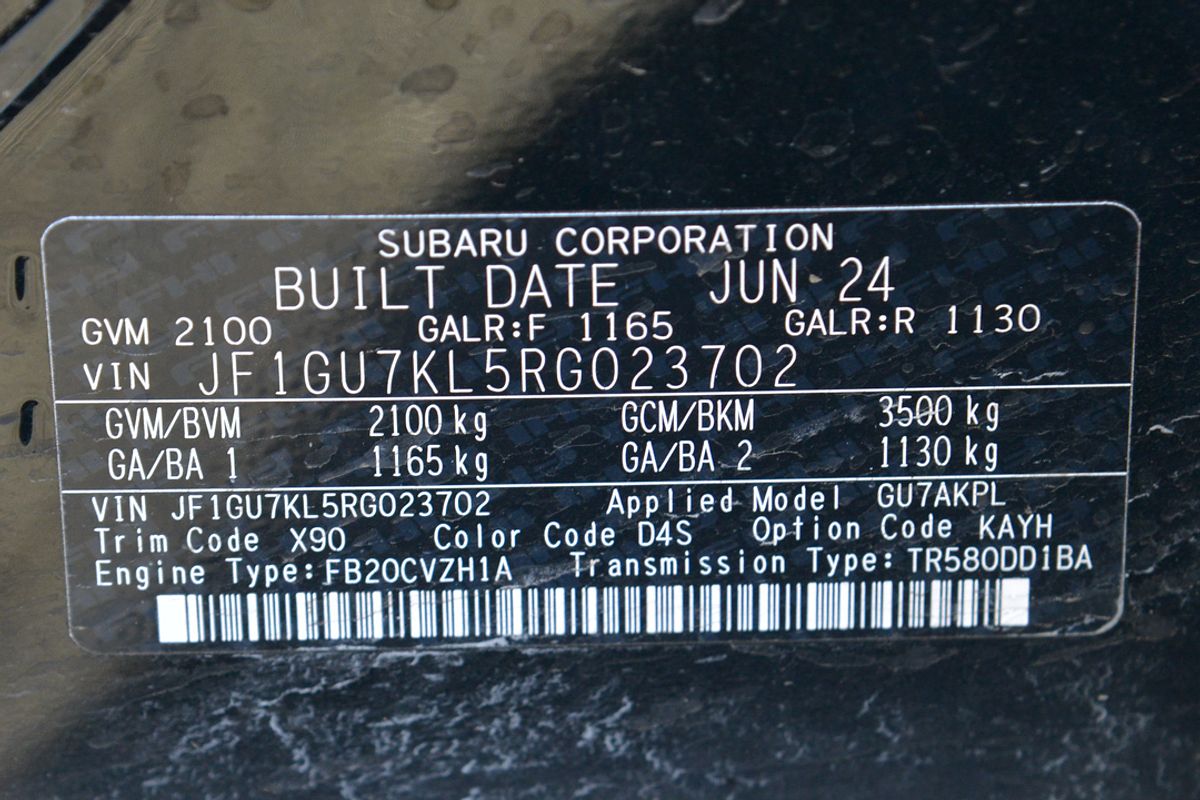 SUBARU CORPORATION
BUILT DATE JUN 24
GVM 2100 GALR:F 1165 GALR:R 1130
VIN JF1GU7KL5RG023702
GVM/BVM 2100 kg GCM/BKM 3500 kg
GA/BA 1 1165 kg GA/BA 2 1130 kg
VIN JF1GU7KL5RG023702 Applied Model GU7AKPL
Trim Code X90 Color Code D4S Option Code KAYH
Engine Type:FB20CVZH1A Transmission Type:TR580DD1BA